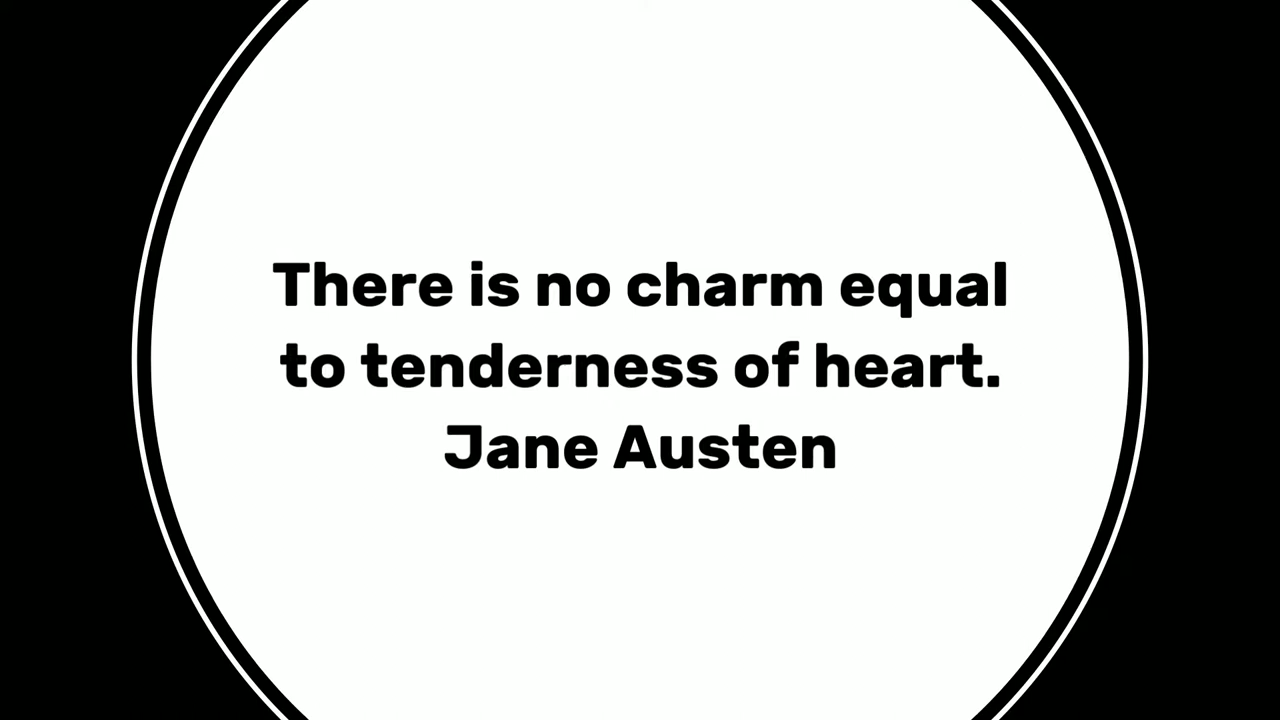 There is no charm equal
to tenderness of heart.
Jane Austen